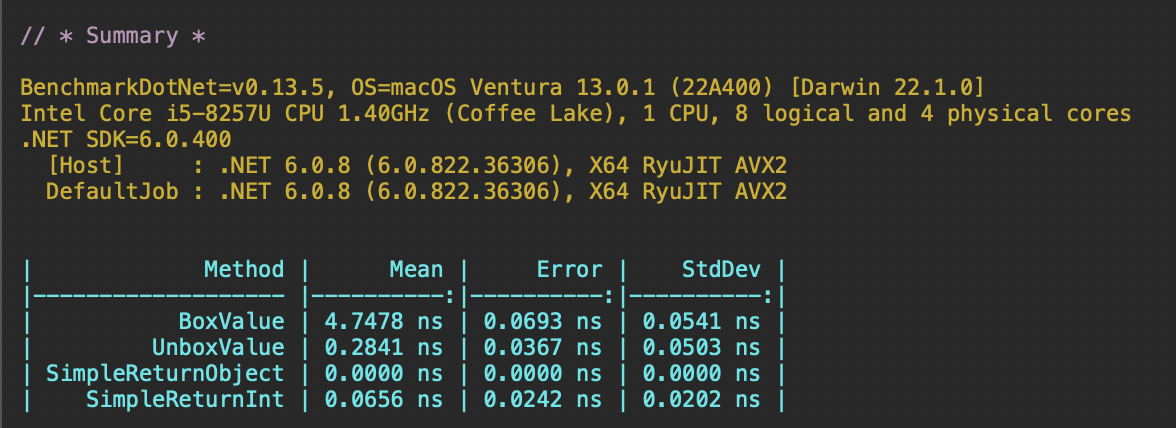 // * Summary *
BenchmarkDotNet=v0.13.5, OS=macOS Ventura 13.0.1 (22A400) [Darwin 22.1.0]
Intel Core i5-8257U CPU 1.40GHz (Coffee Lake), 1 CPU, 8 logical and 4 physical cores
.NET SDK=6.0.400
  [Host]     : .NET 6.0.8 (6.0.822.36306), X64 RyuJIT AVX2
  DefaultJob : .NET 6.0.8 (6.0.822.36306), X64 RyuJIT AVX2
|             Method |      Mean |     Error |    StdDev |
|------------------- |----------:|----------:|----------:|
|           BoxValue | 4.7478 ns | 0.0693 ns | 0.0541 ns |
|         UnboxValue | 0.2841 ns | 0.0367 ns | 0.0503 ns |
| SimpleReturnObject | 0.0000 ns | 0.0000 ns | 0.0000 ns |
|    SimpleReturnInt | 0.0656 ns | 0.0242 ns | 0.0202 ns |